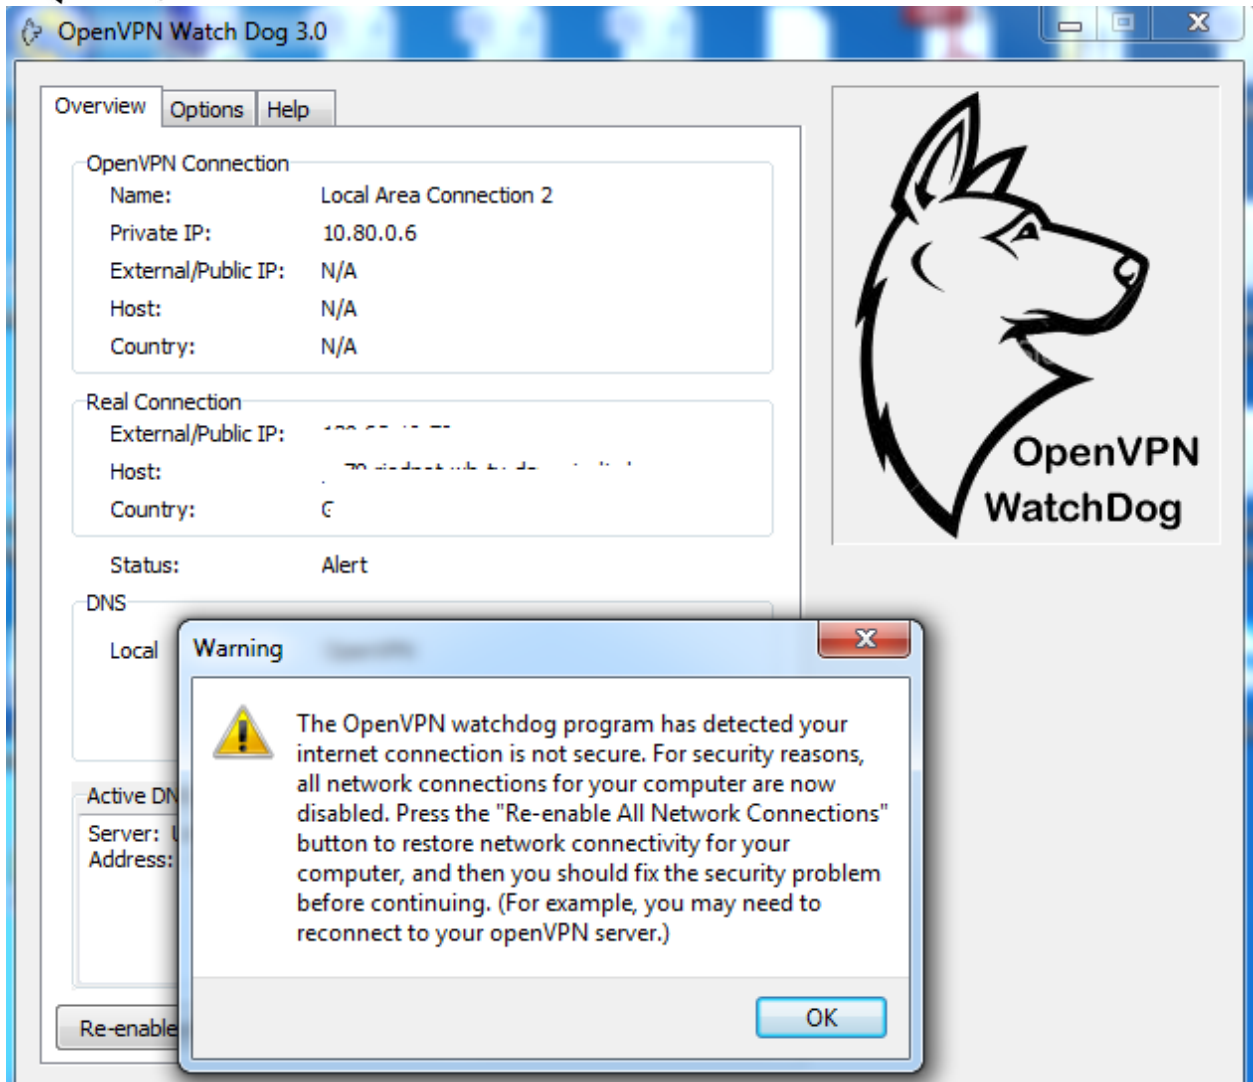 OpenVPN Watch Dog 3.0
Overview Options Help
OpenVPN Connection
Name: Local Area Connection 2
Private IP: 10.80.0.6
External/Public IP: N/A
Host: N/A
Country: N/A
Real Connection
External/Public IP:
Host:
Country:
Status: Alert
DNS
Local
OpenVPN
WatchDog
Warning
The OpenVPN watchdog program has detected your
internet connection is not secure. For security reasons,
all network connections for your computer are now
disabled. Press the "Re-enable All Network Connections"
button to restore network connectivity for your
computer, and then you should fix the security problem
before continuing. (For example, you may need to
reconnect to your openVPN server.)
OK
Active
Server:
Address:
Re-enable